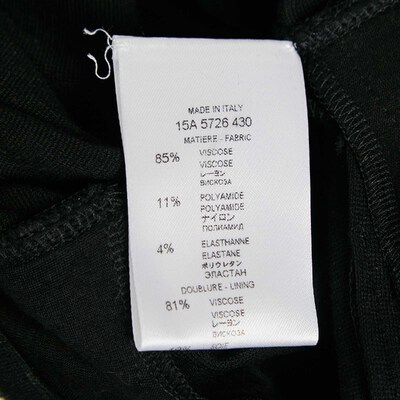 MADE IN ITALY
15A 5726 430
MATIERE - FABRIC
85% VISCOSE
VISCOSE
レーヨン
ВИСКОЗА
11% POLYAMIDE
POLYAMIDE
ナイロン
ПОЛИАМИД
4% ELASTHANNE
ELASTANE
ポリウレタン
ЭЛАСТАН
DOUBLURE - LINING
81% VISCOSE
VISCOSE
レーヨン
ВИСКОЗА